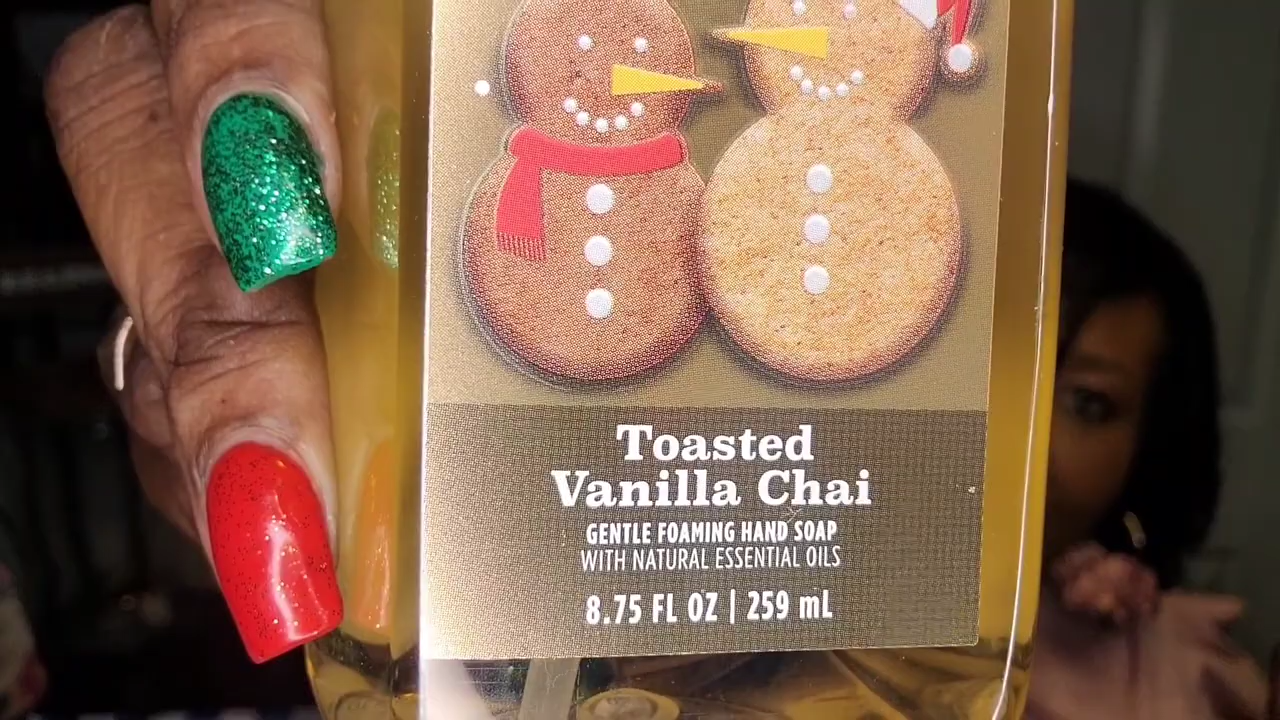 Toasted
Vanilla Chai
GENTLE FOAMING HAND SOAP
WITH NATURAL ESSENTIAL OILS
8.75 FL OZ | 259 mL